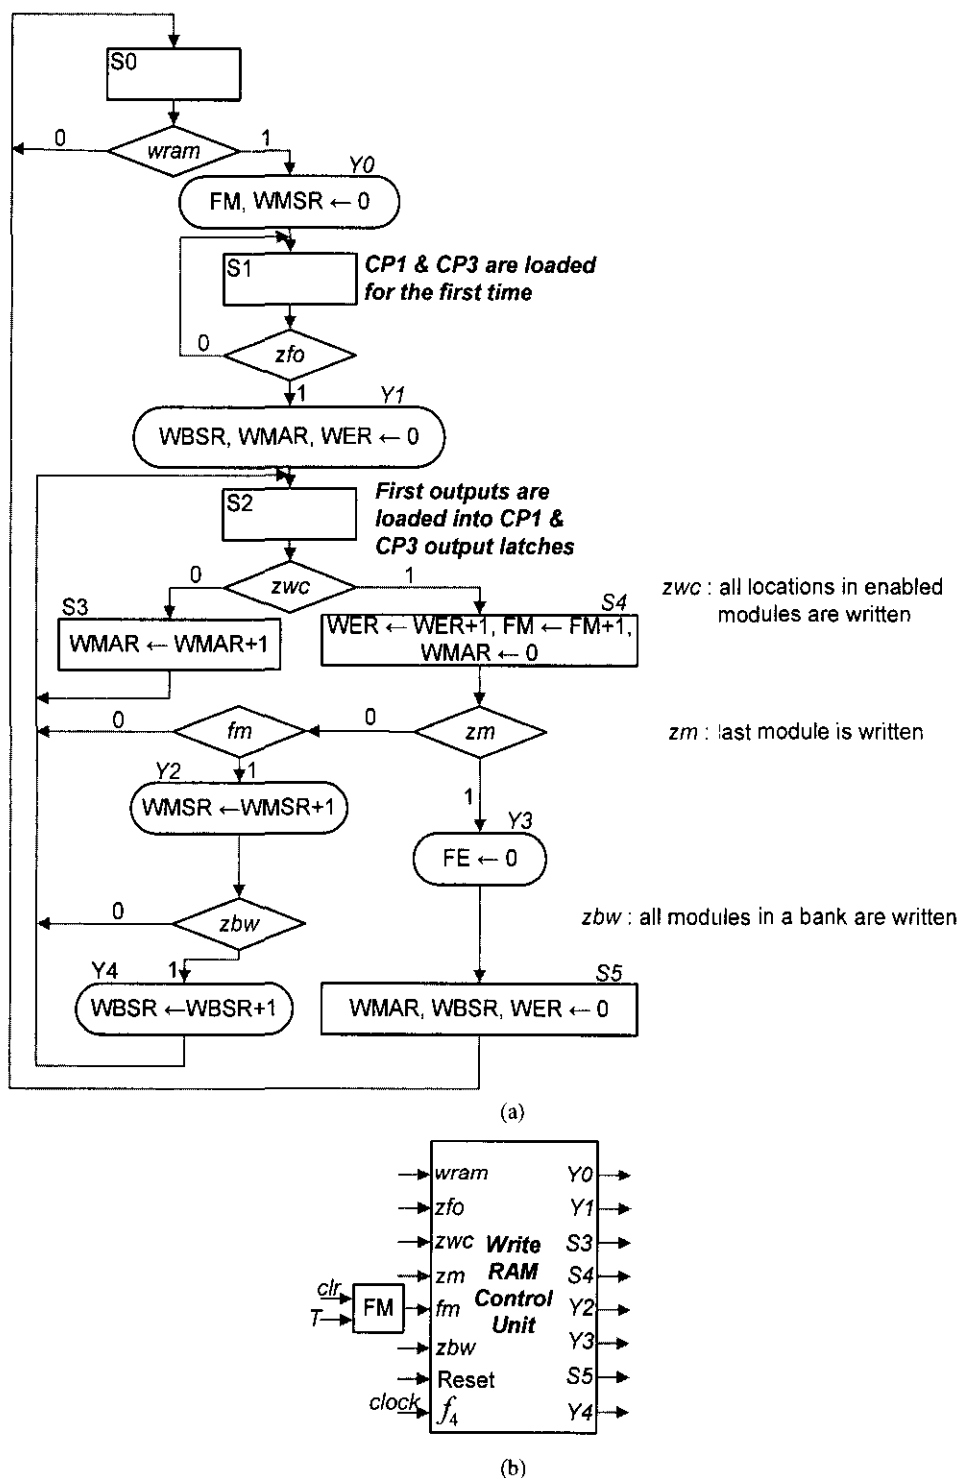 S0
0
wram
1
Y0
FM, WMSR ← 0
S1
CP1 & CP3 are loaded
for the first time
0
zfo
1
Y1
WBSR, WMAR, WER ← 0
S2
First outputs are
loaded into CP1 &
CP3 output latches
0
zwc
1
zwc : all locations in enabled
modules are written
S3
WMAR ← WMAR+1
S4
WER ← WER+1, FM ← FM+1,
WMAR ← 0
0
fm
0
zm
zm : last module is written
Y2
1
WMSR ←WMSR+1
1
Y3
FE ← 0
0
zbw
zbw : all modules in a bank are written
Y4
1
WBSR ←WBSR+1
S5
WMAR, WBSR, WER ← 0
(a)
wram
Y0
zfo
Y1
zwc
Write
S3
zm
RAM
S4
clr
T
FM
fm
Control
Y2
Unit
zbw
Y3
Reset
S5
clock
f4
Y4
(b)